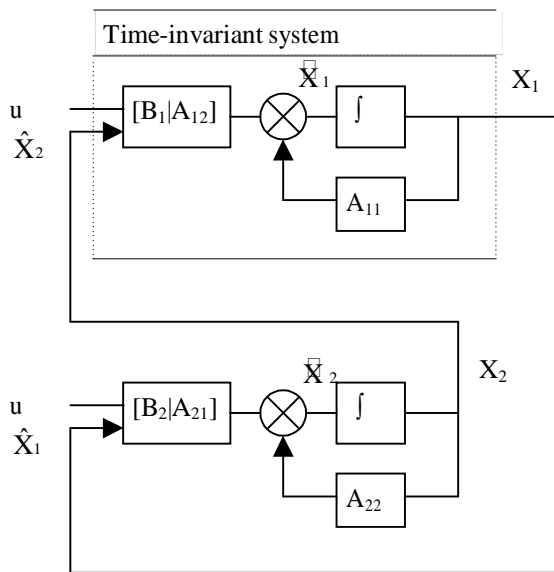 Time-invariant system
Ẋ₁
X₁
u
[B₁|A₁₂]
∫
X̂₂
A₁₁
Ẋ₂
X₂
u
[B₂|A₂₁]
∫
X̂₁
A₂₂